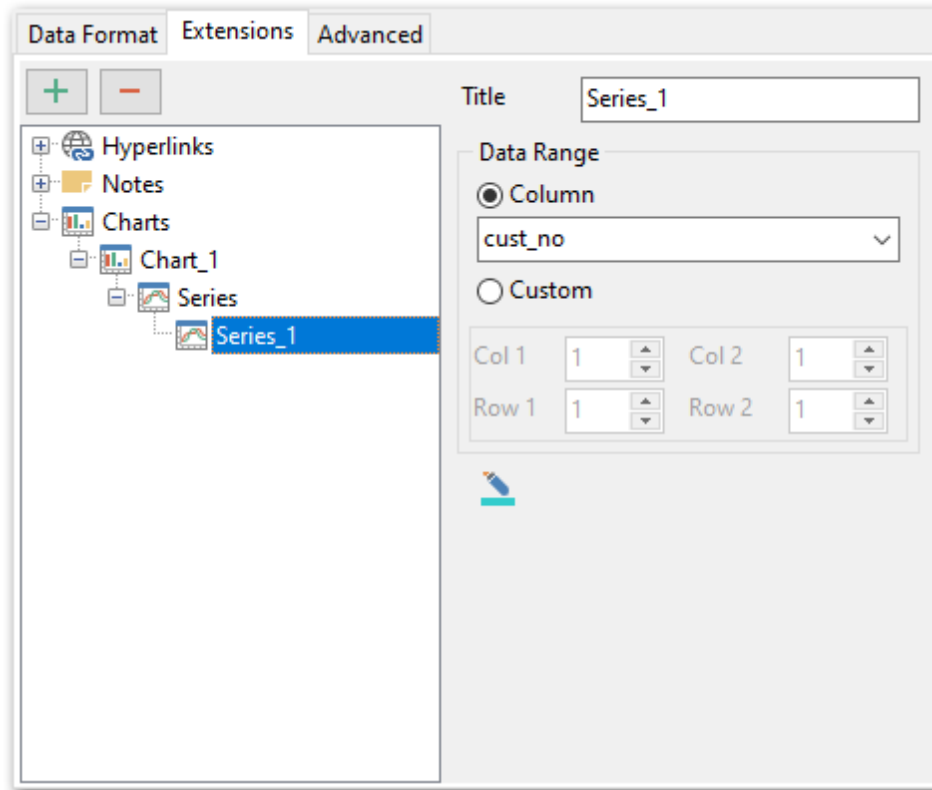 Data Format Extensions Advanced
Title Series_1
Hyperlinks
Notes
Charts
Chart_1
Series
Series_1
Data Range
Column
cust_no
Custom
Col 1 1 Col 2 1
Row 1 1 Row 2 1